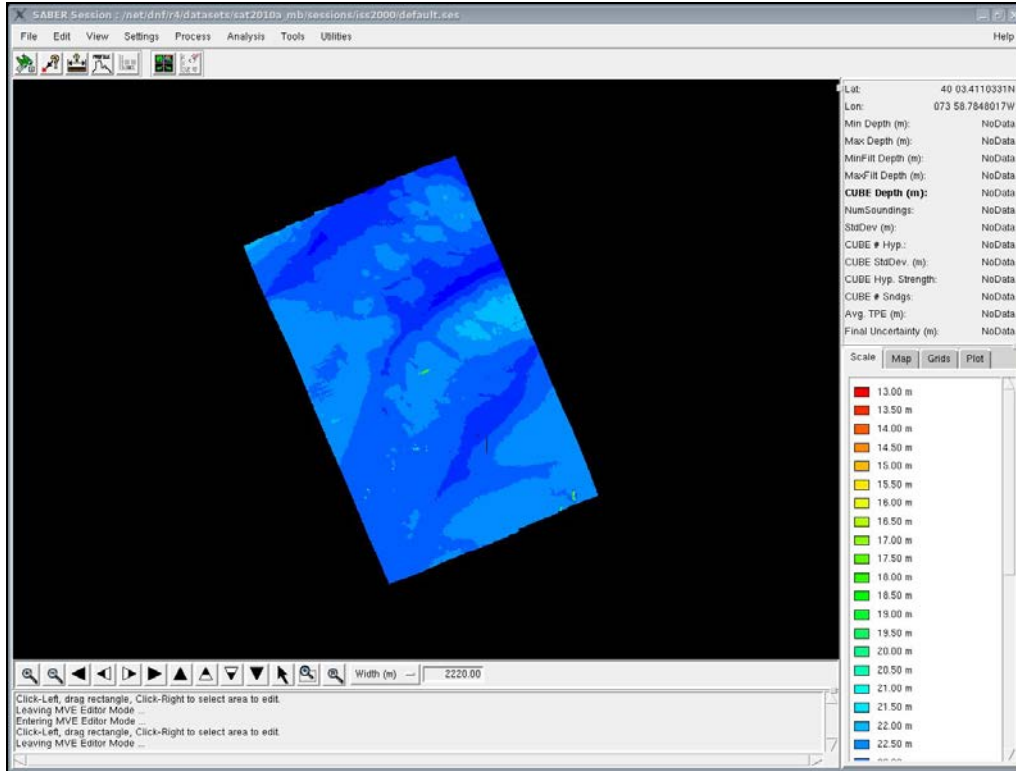 SABER Session : /net/dnf/r4/datasets/sat2010a_mb/sessions/iss2000/default.ces
File Edit View Settings Process Analysis Tools Utilities Help
Lat: 40 03.4110331N
Lon: 073 58.7848017W
Min Depth (m): NoData
Max Depth (m): NoData
MinFilt Depth (m): NoData
MaxFilt Depth (m): NoData
CUBE Depth (m): NoData
NumSoundings: NoData
StdDev (m): NoData
CUBE # Hyp.: NoData
CUBE StdDev. (m): NoData
CUBE Hyp. Strength: NoData
CUBE # Sndgs: NoData
Avg. TPE (m): NoData
Final Uncertainty (m): NoData
Scale Map Grids Plot
13.00 m
13.50 m
14.00 m
14.50 m
15.00 m
15.50 m
16.00 m
16.50 m
17.00 m
17.50 m
18.00 m
18.50 m
19.00 m
19.50 m
20.00 m
20.50 m
21.00 m
21.50 m
22.00 m
22.50 m
Width (m) 2220.00
Click-Left, drag rectangle, Click-Right to select area to edit.
Leaving MVE Editor Mode ...
Entering MVE Editor Mode ...
Click-Left, drag rectangle, Click-Right to select area to edit.
Leaving MVE Editor Mode ...